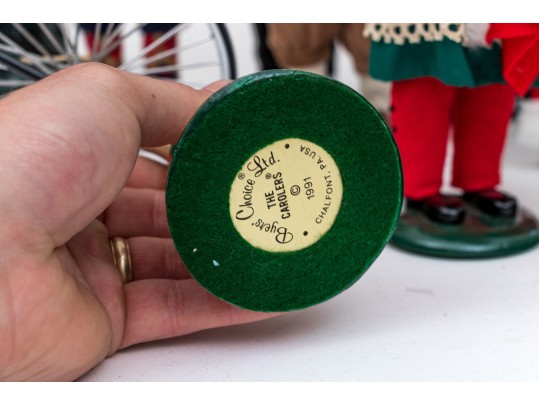 Byers' Choice® Ltd.
THE
CAROLERS®
©
1991
CHALFONT, PA USA